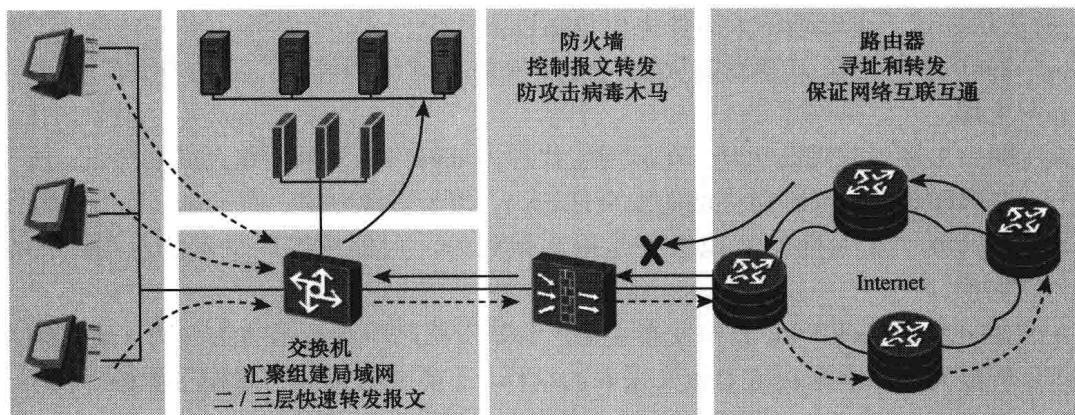 防火墙
控制报文转发
防攻击病毒木马
路由器
寻址和转发
保证网络互联互通
Internet
交换机
汇聚组建局域网
二/三层快速转发报文